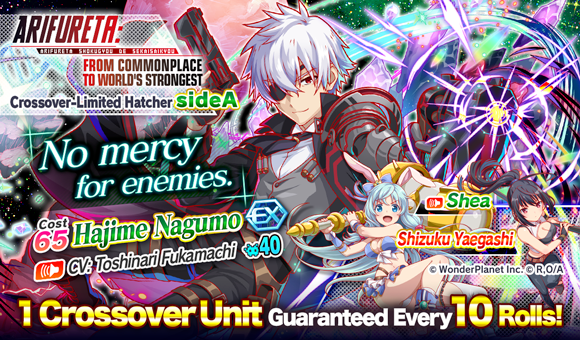 ARIFURETA:
ARIFURETA SHOKUGYOU DE SEKAISAIKYOU
FROM COMMONPLACE
TO WORLD'S STRONGEST
Crossover-Limited Hatcher sideA
No mercy
for enemies.
Cost
65
Hajime Nagumo
EX
CV: Toshinari Fukamachi
40
Shea
Shizuku Yaegashi
© WonderPlanet Inc. © R,O/A
1 Crossover Unit Guaranteed Every 10 Rolls!